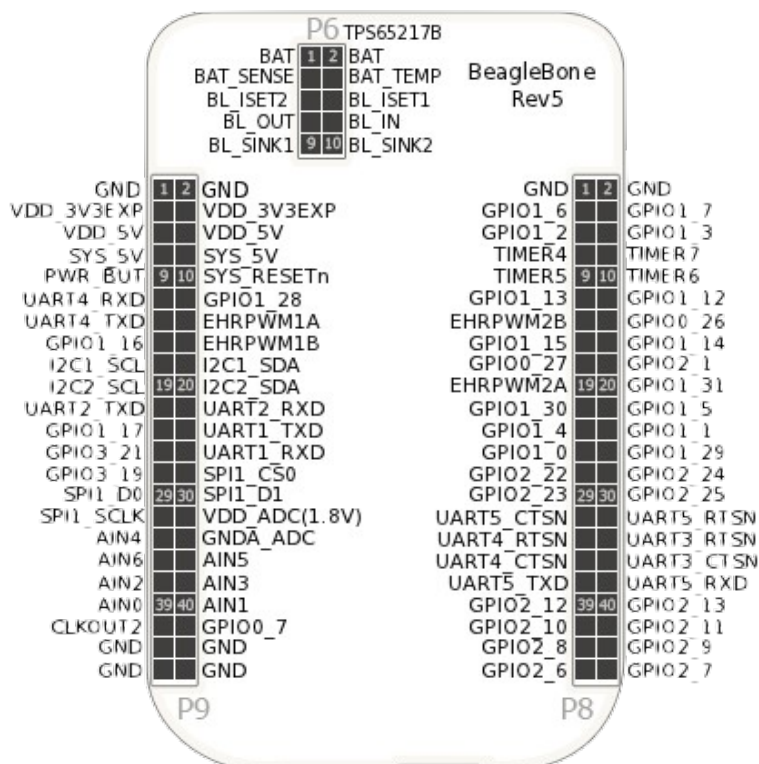 P6 TPS65217B
BAT 1 2 BAT
BAT_SENSE BAT_TEMP
BL_ISET2 BL_ISET1
BL_OUT BL_IN
BL_SINK1 9 10 BL_SINK2
BeagleBone
Rev5
GND 1 2 GND
VDD_3V3EXP VDD_3V3EXP
VDD_5V VDD_5V
SYS_5V SYS_5V
PWR_BUT 9 10 SYS_RESETn
UART4_RXD GPIO1_28
UART4_TXD EHRPWM1A
GPIO1_16 EHRPWM1B
I2C1_SCL I2C1_SDA
I2C2_SCL 19 20 I2C2_SDA
UART2_TXD UART2_RXD
GPIO1_17 UART1_TXD
GPIO3_21 UART1_RXD
GPIO3_19 SPI1_CS0
SPI1_D0 29 30 SPI1_D1
SPI1_SCLK VDD_ADC(1.8V)
AIN4 GNDA_ADC
AIN6 AIN5
AIN2 AIN3
AIN0 39 40 AIN1
CLKOUT2 GPIO0_7
GND GND
GND GND
P9
GND 1 2 GND
GPIO1_6 GPIO1_7
GPIO1_2 GPIO1_3
TIMER4 TIMER7
TIMER5 9 10 TIMER6
GPIO1_13 GPIO1_12
EHRPWM2B GPIO0_26
GPIO1_15 GPIO1_14
GPIO0_27 GPIO2_1
EHRPWM2A 19 20 GPIO1_31
GPIO1_30 GPIO1_5
GPIO1_4 GPIO1_1
GPIO1_0 GPIO1_29
GPIO2_22 GPIO2_24
GPIO2_23 29 30 GPIO2_25
UART5_CTSN UART5_RTSN
UART4_RTSN UART3_RTSN
UART4_CTSN UART3_CTSN
UART5_TXD UART5_RXD
GPIO2_12 39 40 GPIO2_13
GPIO2_10 GPIO2_11
GPIO2_8 GPIO2_9
GPIO2_6 GPIO2_7
P8